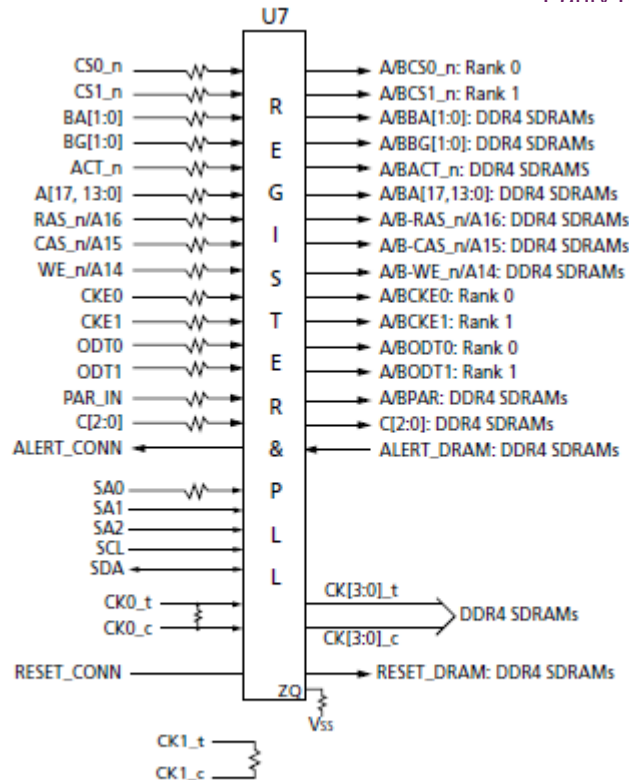 U7
CS0_n
CS1_n
BA[1:0]
BG[1:0]
ACT_n
A[17, 13:0]
RAS_n/A16
CAS_n/A15
WE_n/A14
CKE0
CKE1
ODT0
ODT1
PAR_IN
C[2:0]
ALERT_CONN
SA0
SA1
SA2
SCL
SDA
CK0_t
CK0_c
RESET_CONN
R
E
G
I
S
T
E
R
&
P
L
L
ZQ
VSS
A/BCS0_n: Rank 0
A/BCS1_n: Rank 1
A/BBA[1:0]: DDR4 SDRAMs
A/BBG[1:0]: DDR4 SDRAMs
A/BACT_n: DDR4 SDRAMS
A/BA[17,13:0]: DDR4 SDRAMs
A/B-RAS_n/A16: DDR4 SDRAMs
A/B-CAS_n/A15: DDR4 SDRAMs
A/B-WE_n/A14: DDR4 SDRAMs
A/BCKE0: Rank 0
A/BCKE1: Rank 1
A/BODT0: Rank 0
A/BODT1: Rank 1
A/BPAR: DDR4 SDRAMs
C[2:0]: DDR4 SDRAMs
ALERT_DRAM: DDR4 SDRAMs
CK[3:0]_t
DDR4 SDRAMs
CK[3:0]_c
RESET_DRAM: DDR4 SDRAMs
CK1_t
CK1_c